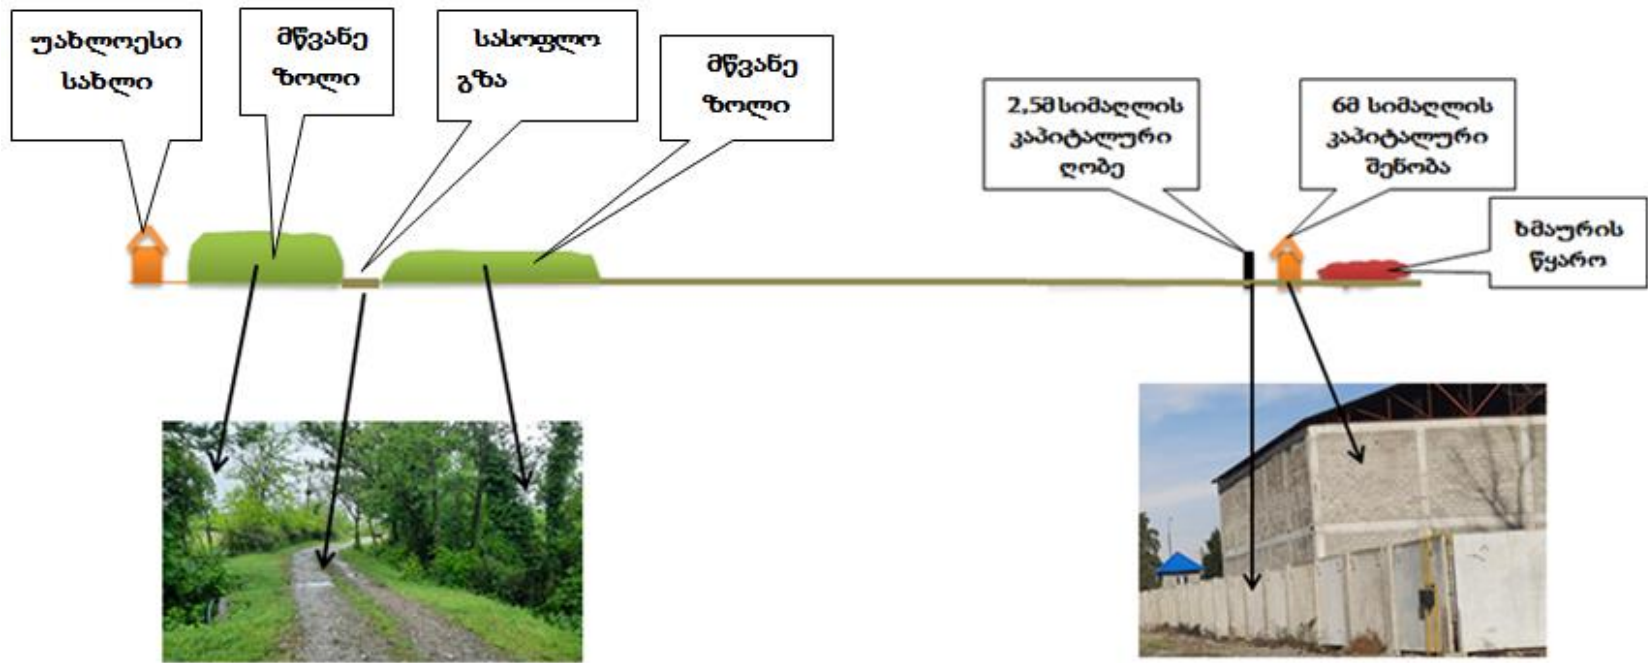 უახლოესი
სახლი
მწვანე
ზოლი
სასოფლო
გზა
მწვანე
ზოლი
2,5მ სიმაღლის
კაპიტალური
ღობე
6მ სიმაღლის
კაპიტალური
შენობა
ხმაურის
წყარო